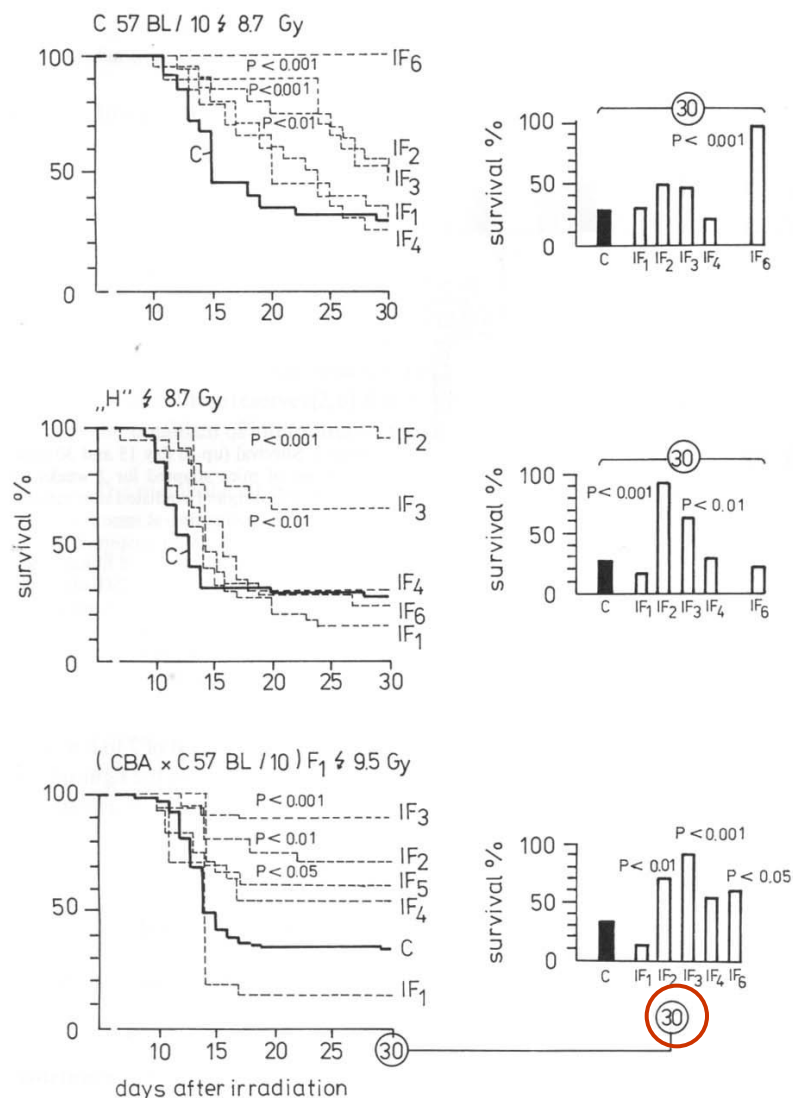 C 57 BL / 10 ↯ 8.7 Gy
100
50
0
10 15 20 25 30
survival %
P < 0.001
P < 0.001
P < 0.01
C
IF6
IF2
IF3
IF1
IF4
30
survival %
100
50
0
P < 0.001
C IF1 IF2 IF3 IF4 IF6
„H“ ↯ 8.7 Gy
survival %
100
50
0
10 15 20 25 30
P < 0.001
P < 0.01
C
IF2
IF3
IF4
IF6
IF1
30
survival %
100
50
0
P < 0.001
P < 0.01
C IF1 IF2 IF3 IF4 IF6
( CBA × C 57 BL / 10 ) F1 ↯ 9.5 Gy
100
50
0
10 15 20 25 30
P < 0.001
P < 0.01
P < 0.05
IF3
IF2
IF5
IF4
C
IF1
days after irradiation
survival %
100
50
0
P < 0.001
P < 0.01
P < 0.05
C IF1 IF2 IF3 IF4 IF6
30